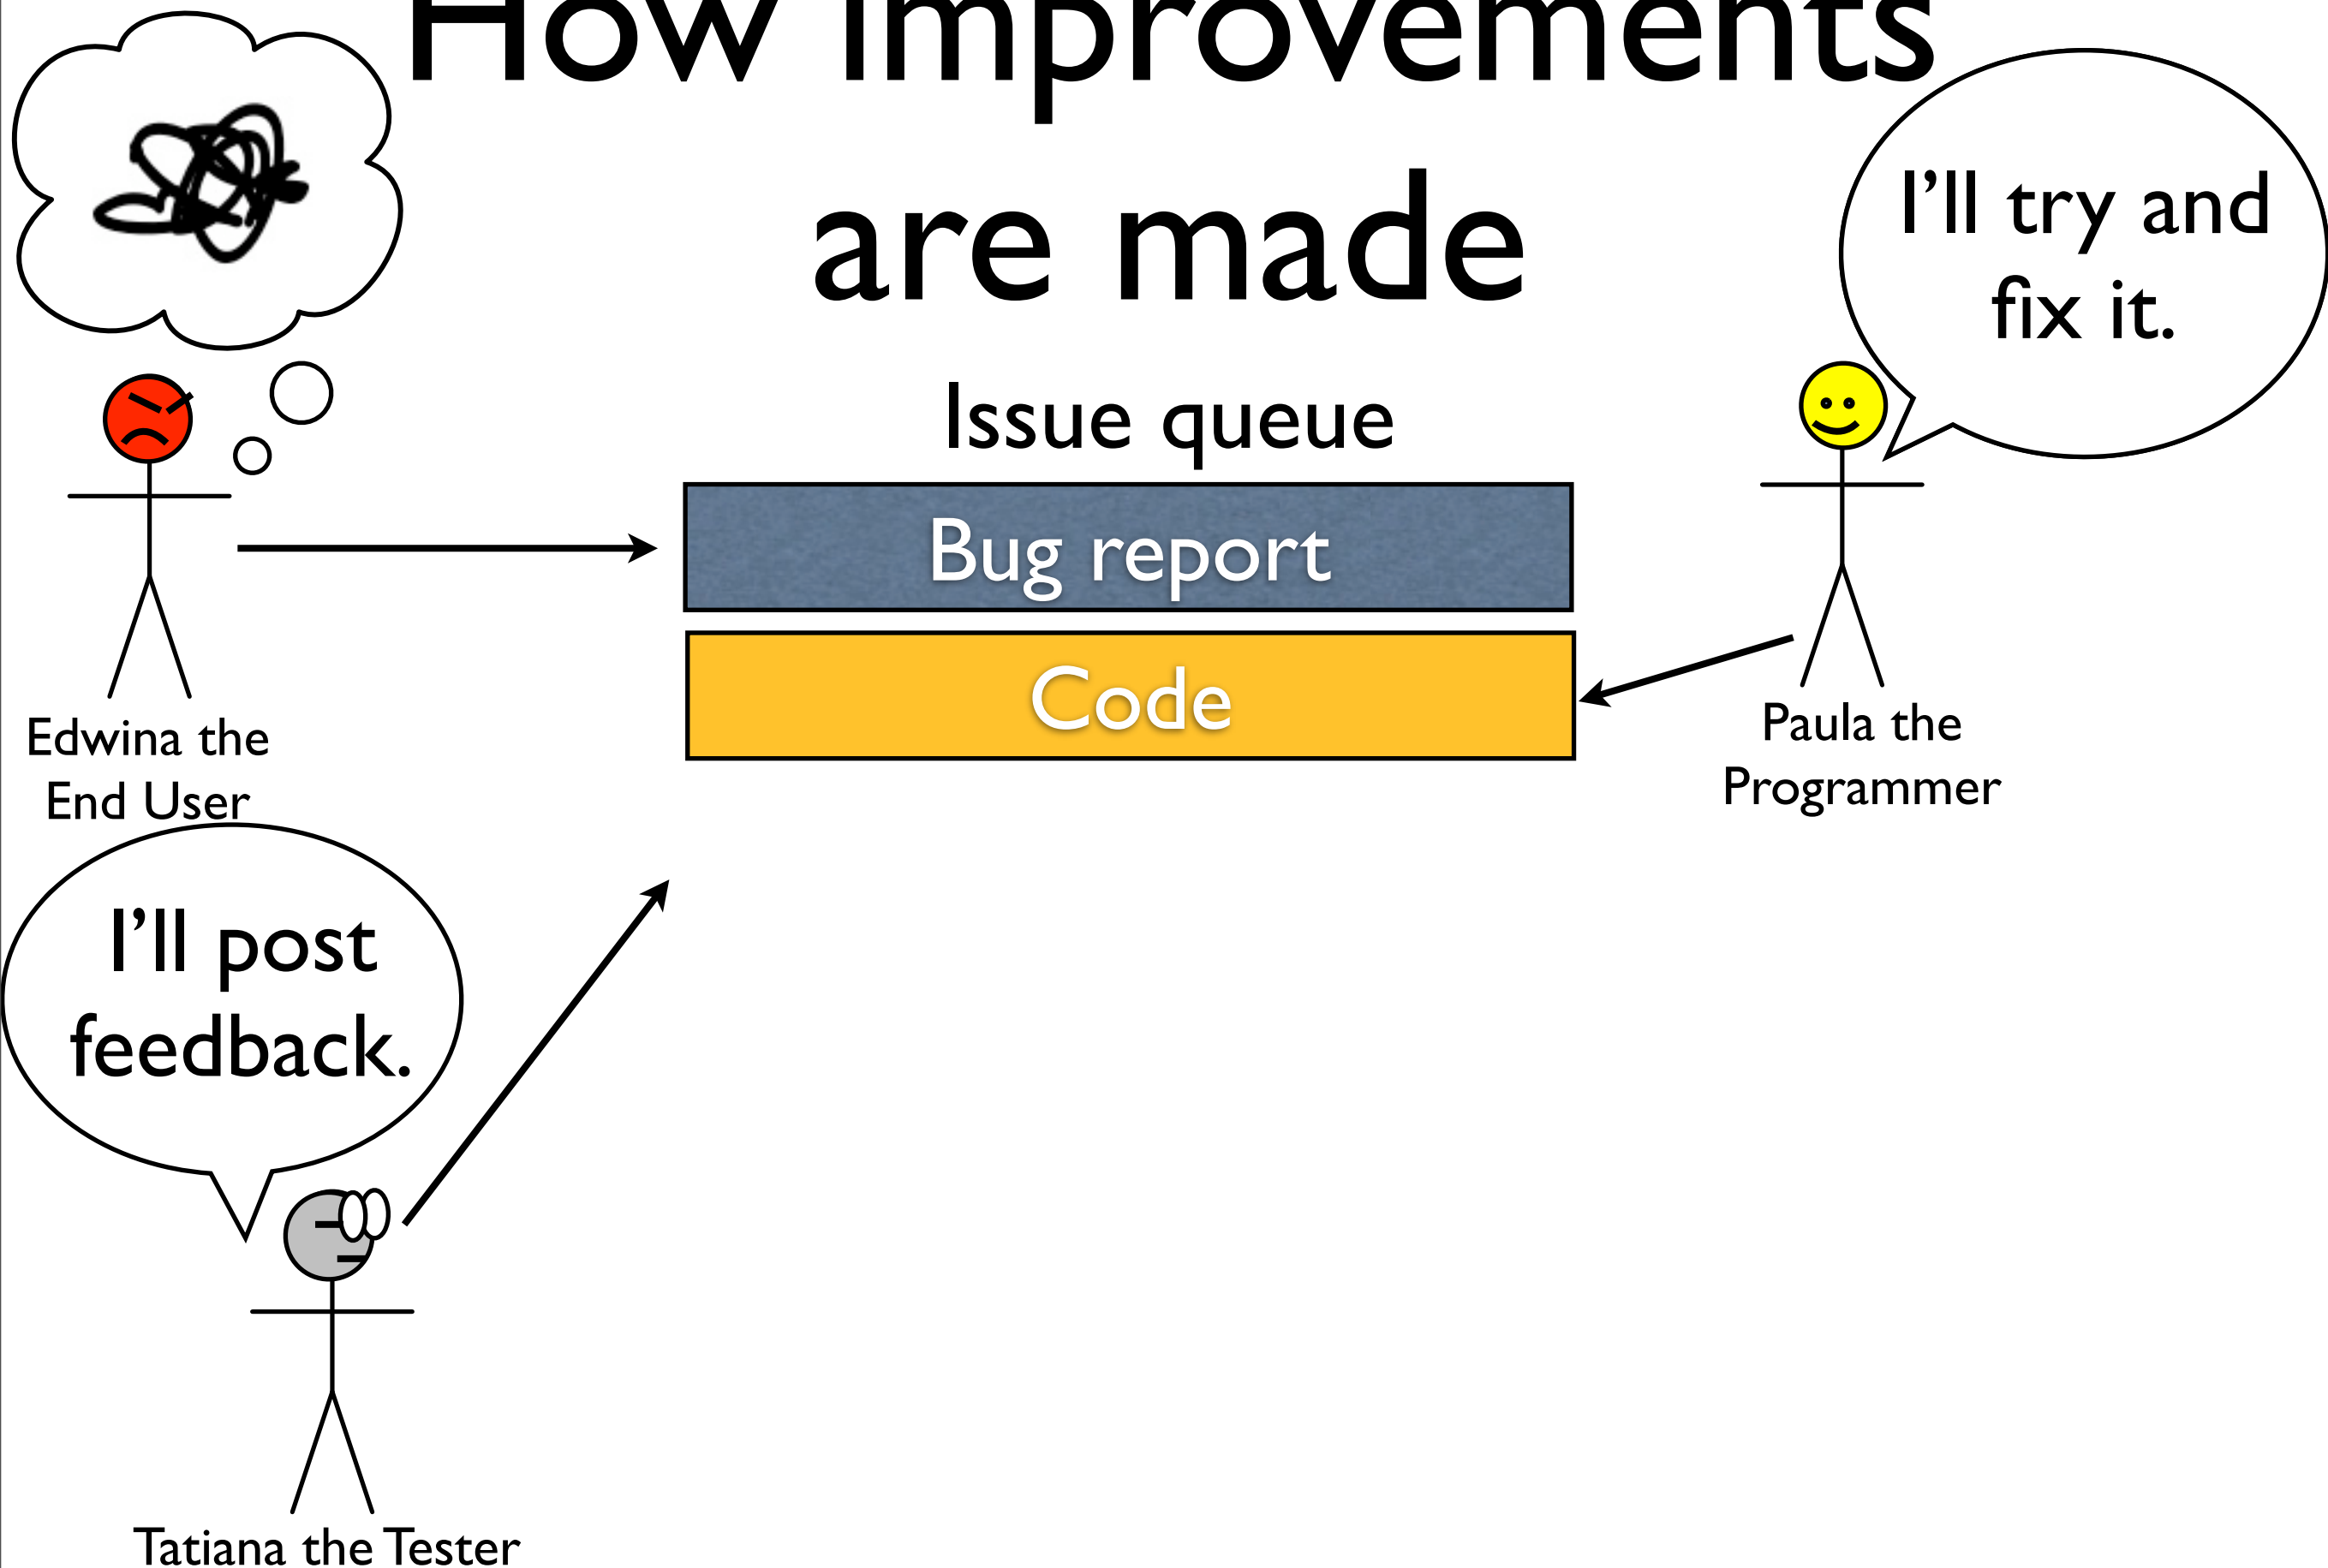 How improvements
are made
I'll try and
fix it.
Issue queue
Bug report
Code
Edwina the
End User
Paula the
Programmer
I'll post
feedback.
Tatiana the Tester